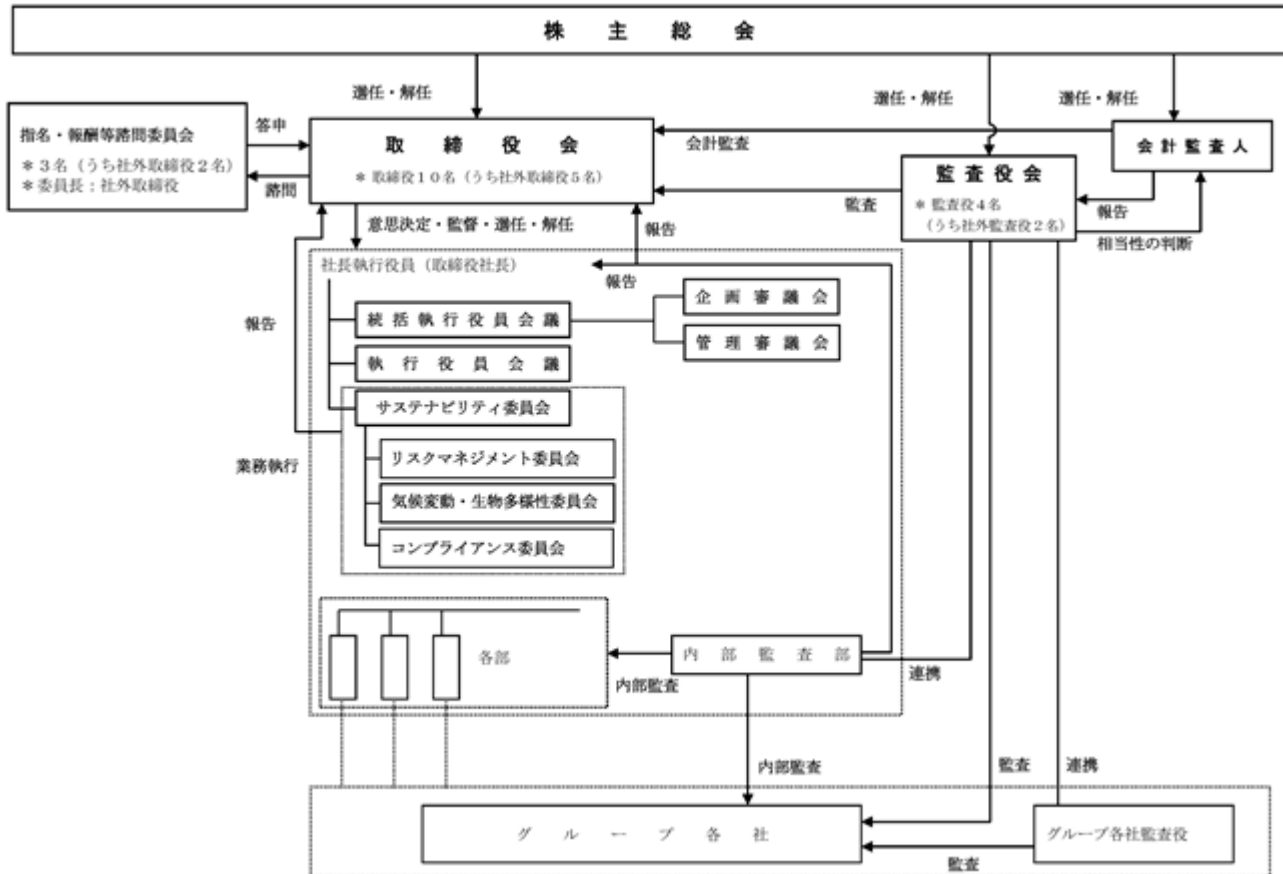 株主総会
選任・解任
選任・解任
選任・解任
指名・報酬等諮問委員会
＊３名（うち社外取締役２名）
＊委員長：社外取締役
答申
諮問
取締役会
＊取締役１０名（うち社外取締役５名）
会計監査
会計監査人
監査役会
＊監査役４名
（うち社外監査役２名）
監査
報告
相当性の判断
意思決定・監督・選任・解任
報告
社長執行役員（取締役社長）
報告
統括執行役員会議
企画審議会
管理審議会
執行役員会議
報告
サステナビリティ委員会
リスクマネジメント委員会
業務執行
気候変動・生物多様性委員会
コンプライアンス委員会
各部
内部監査部
内部監査
連携
内部監査
監査
連携
グループ各社
グループ各社監査役
監査